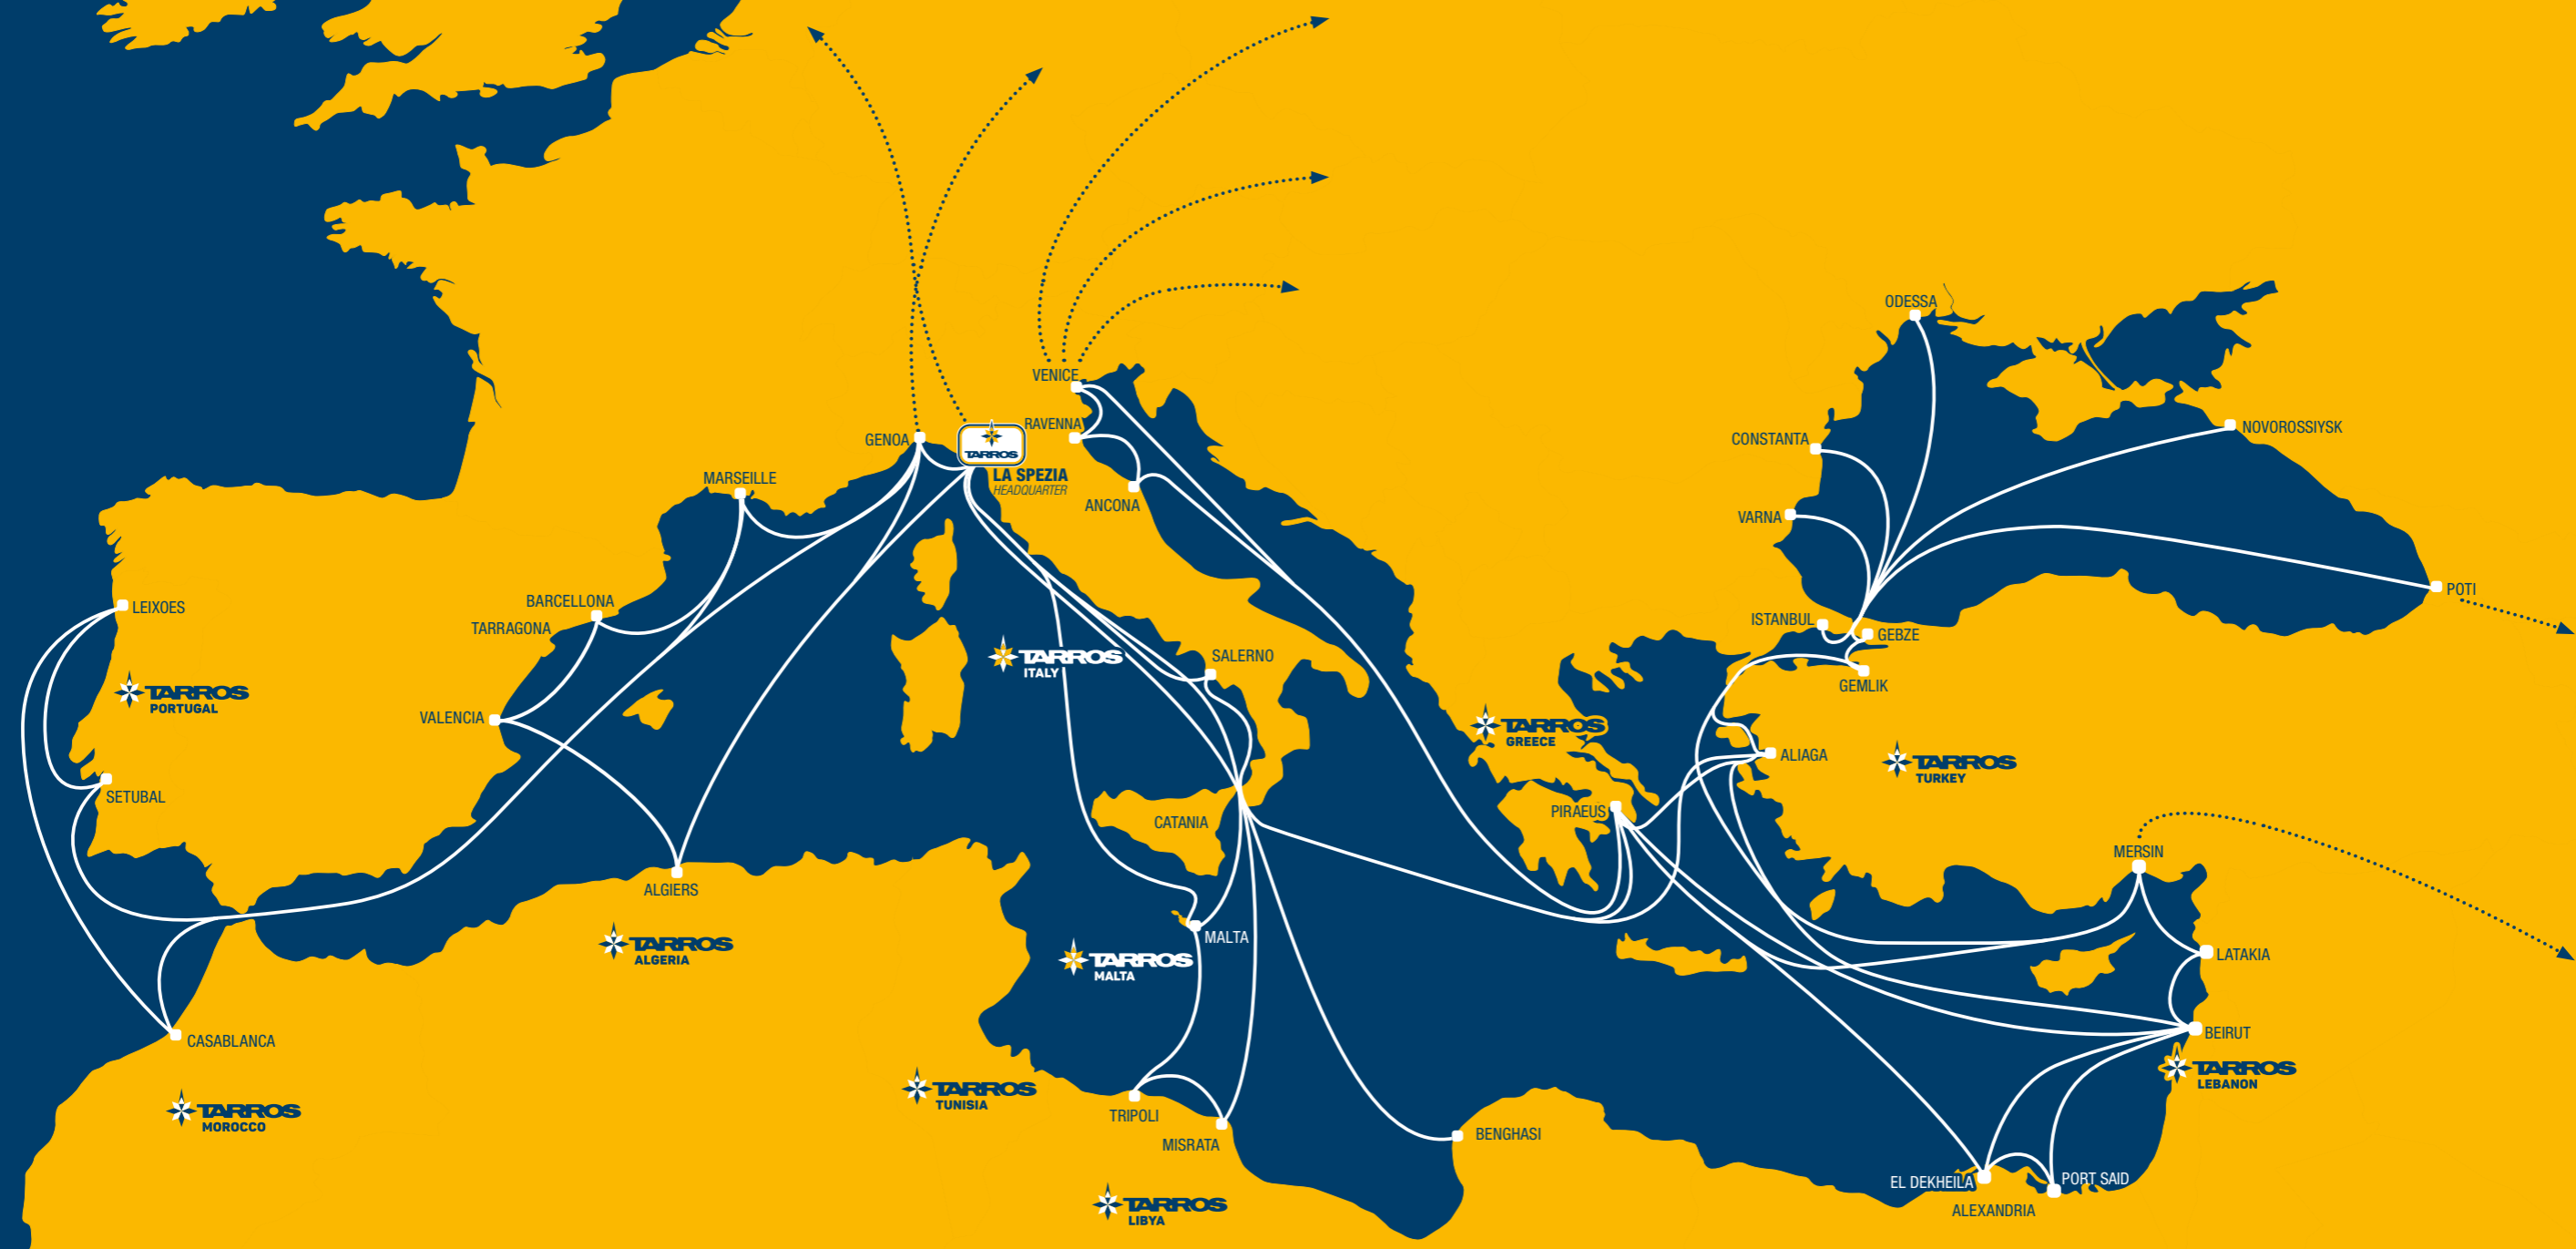 ODESSA
VENICE
RAVENNA
NOVOROSSIYSK
GENOA
CONSTANTA
TARROS
LA SPEZIA
HEADQUARTER
MARSEILLE
ANCONA
VARNA
POTI
BARCELLONA
LEIXOES
ISTANBUL
TARRAGONA
GEBZE
TARROS
ITALY
SALERNO
GEMLIK
TARROS
PORTUGAL
VALENCIA
TARROS
GREECE
ALIAGA
TARROS
TURKEY
SETUBAL
PIRAEUS
CATANIA
MERSIN
ALGIERS
MALTA
TARROS
ALGERIA
LATAKIA
TARROS
MALTA
BEIRUT
CASABLANCA
TARROS
LEBANON
TARROS
TUNISIA
TARROS
MOROCCO
TRIPOLI
BENGHASI
MISRATA
PORT SAID
EL DEKHEILA
TARROS
LIBYA
ALEXANDRIA